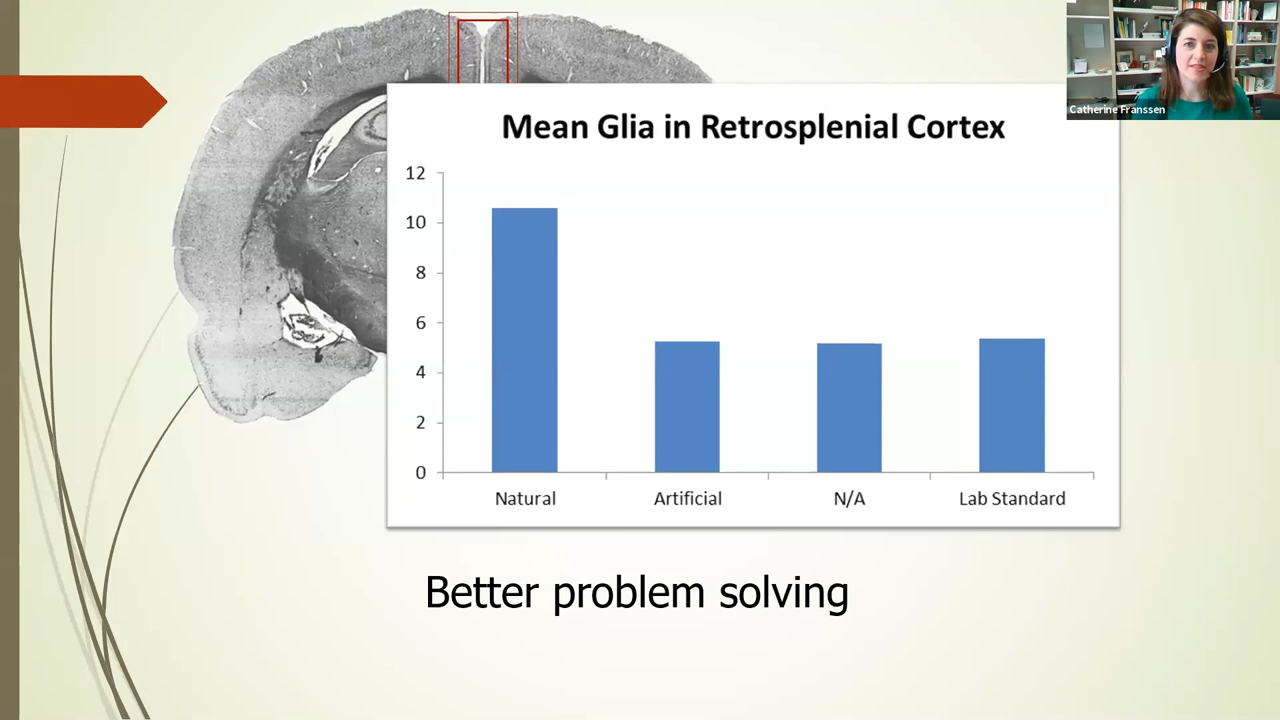 Catherine Franssen
Mean Glia in Retrosplenial Cortex
12
10
8
6
4
2
0
Natural Artificial N/A Lab Standard
Better problem solving